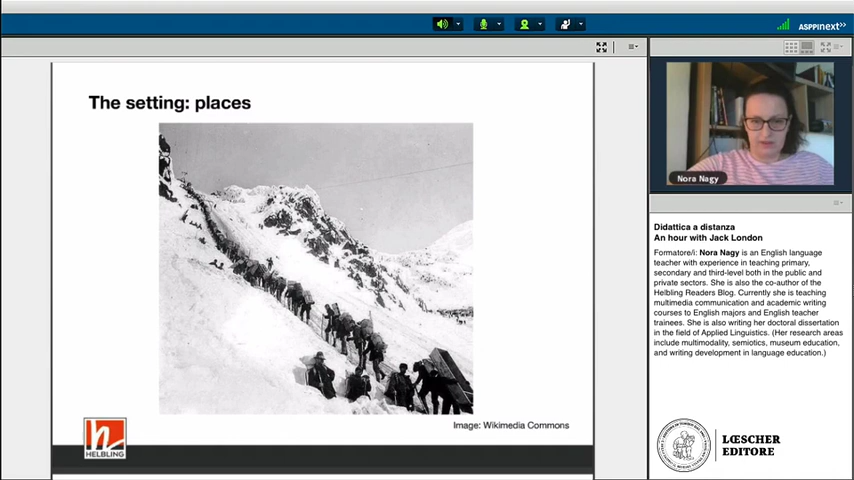 ASPPInext>>
The setting: places
Image: Wikimedia Commons
h
HELBLING
Nora Nagy
Didattica a distanza
An hour with Jack London
Formatore/i: Nora Nagy is an English language
teacher with experience in teaching primary,
secondary and third-level both in the public and
private sectors. She is also the co-author of the
Helbling Readers Blog. Currently she is teaching
multimedia communication and academic writing
courses to English majors and English teacher
trainees. She is also writing her doctoral dissertation
in the field of Applied Linguistics. (Her research areas
include multimodality, semiotics, museum education,
and writing development in language education.)
LŒSCHER
EDITORE